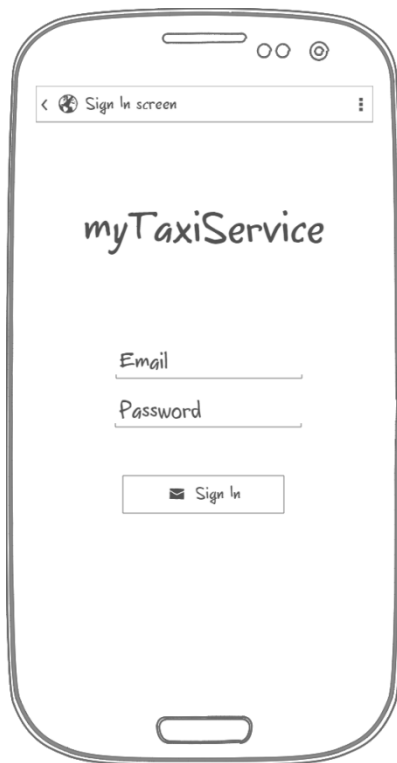 Sign In screen
myTaxiService
Email
Password
Sign In